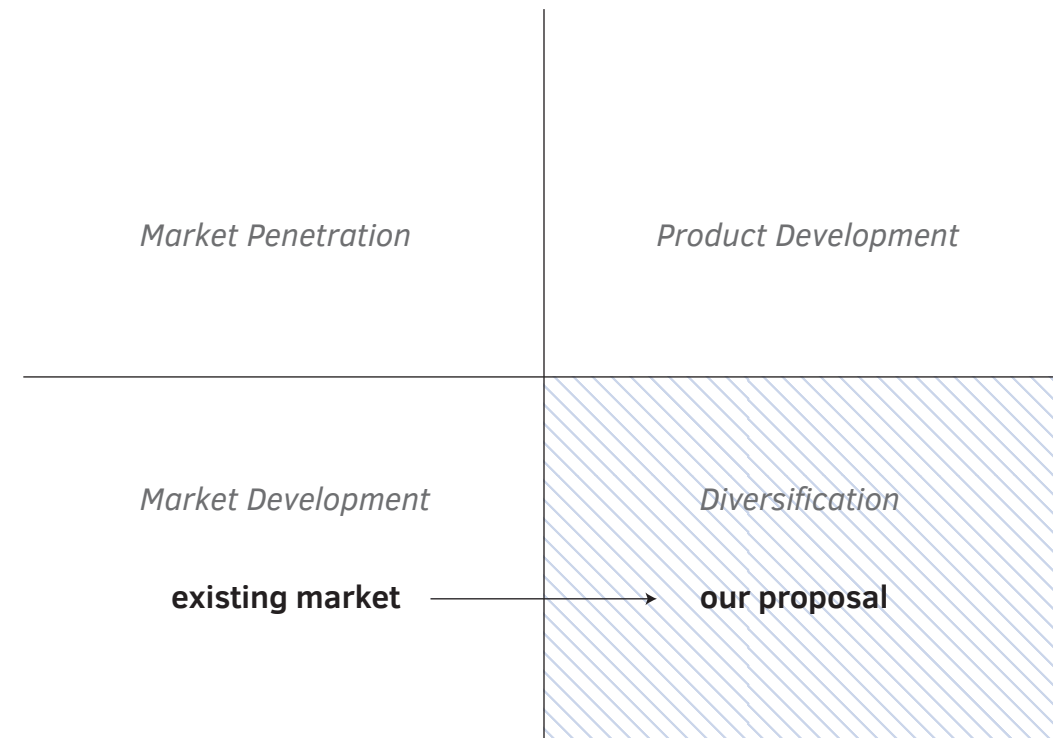 Market Penetration
Product Development
Market Development
Diversification
existing market
our proposal